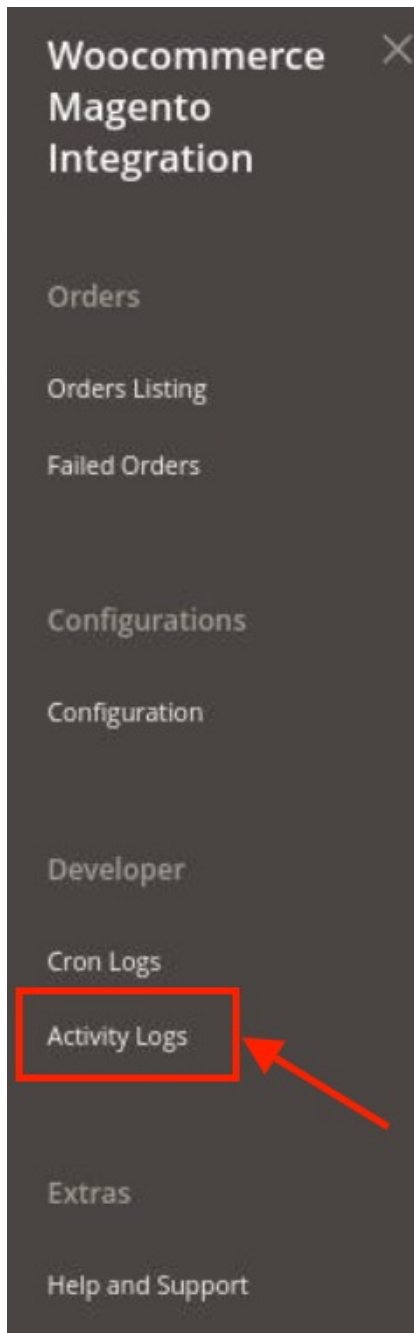 Woocommerce
Magento
Integration
Orders
Orders Listing
Failed Orders
Configurations
Configuration
Developer
Cron Logs
Activity Logs
Extras
Help and Support